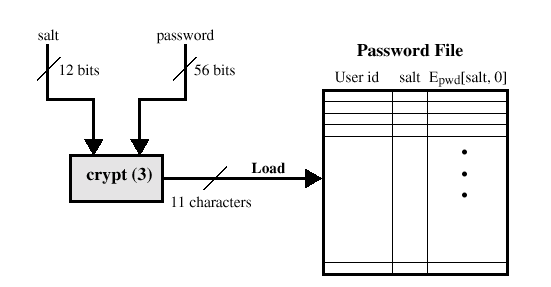 salt password
12 bits 56 bits
Password File
User id salt Epwd[salt, 0]
crypt (3)
Load
11 characters